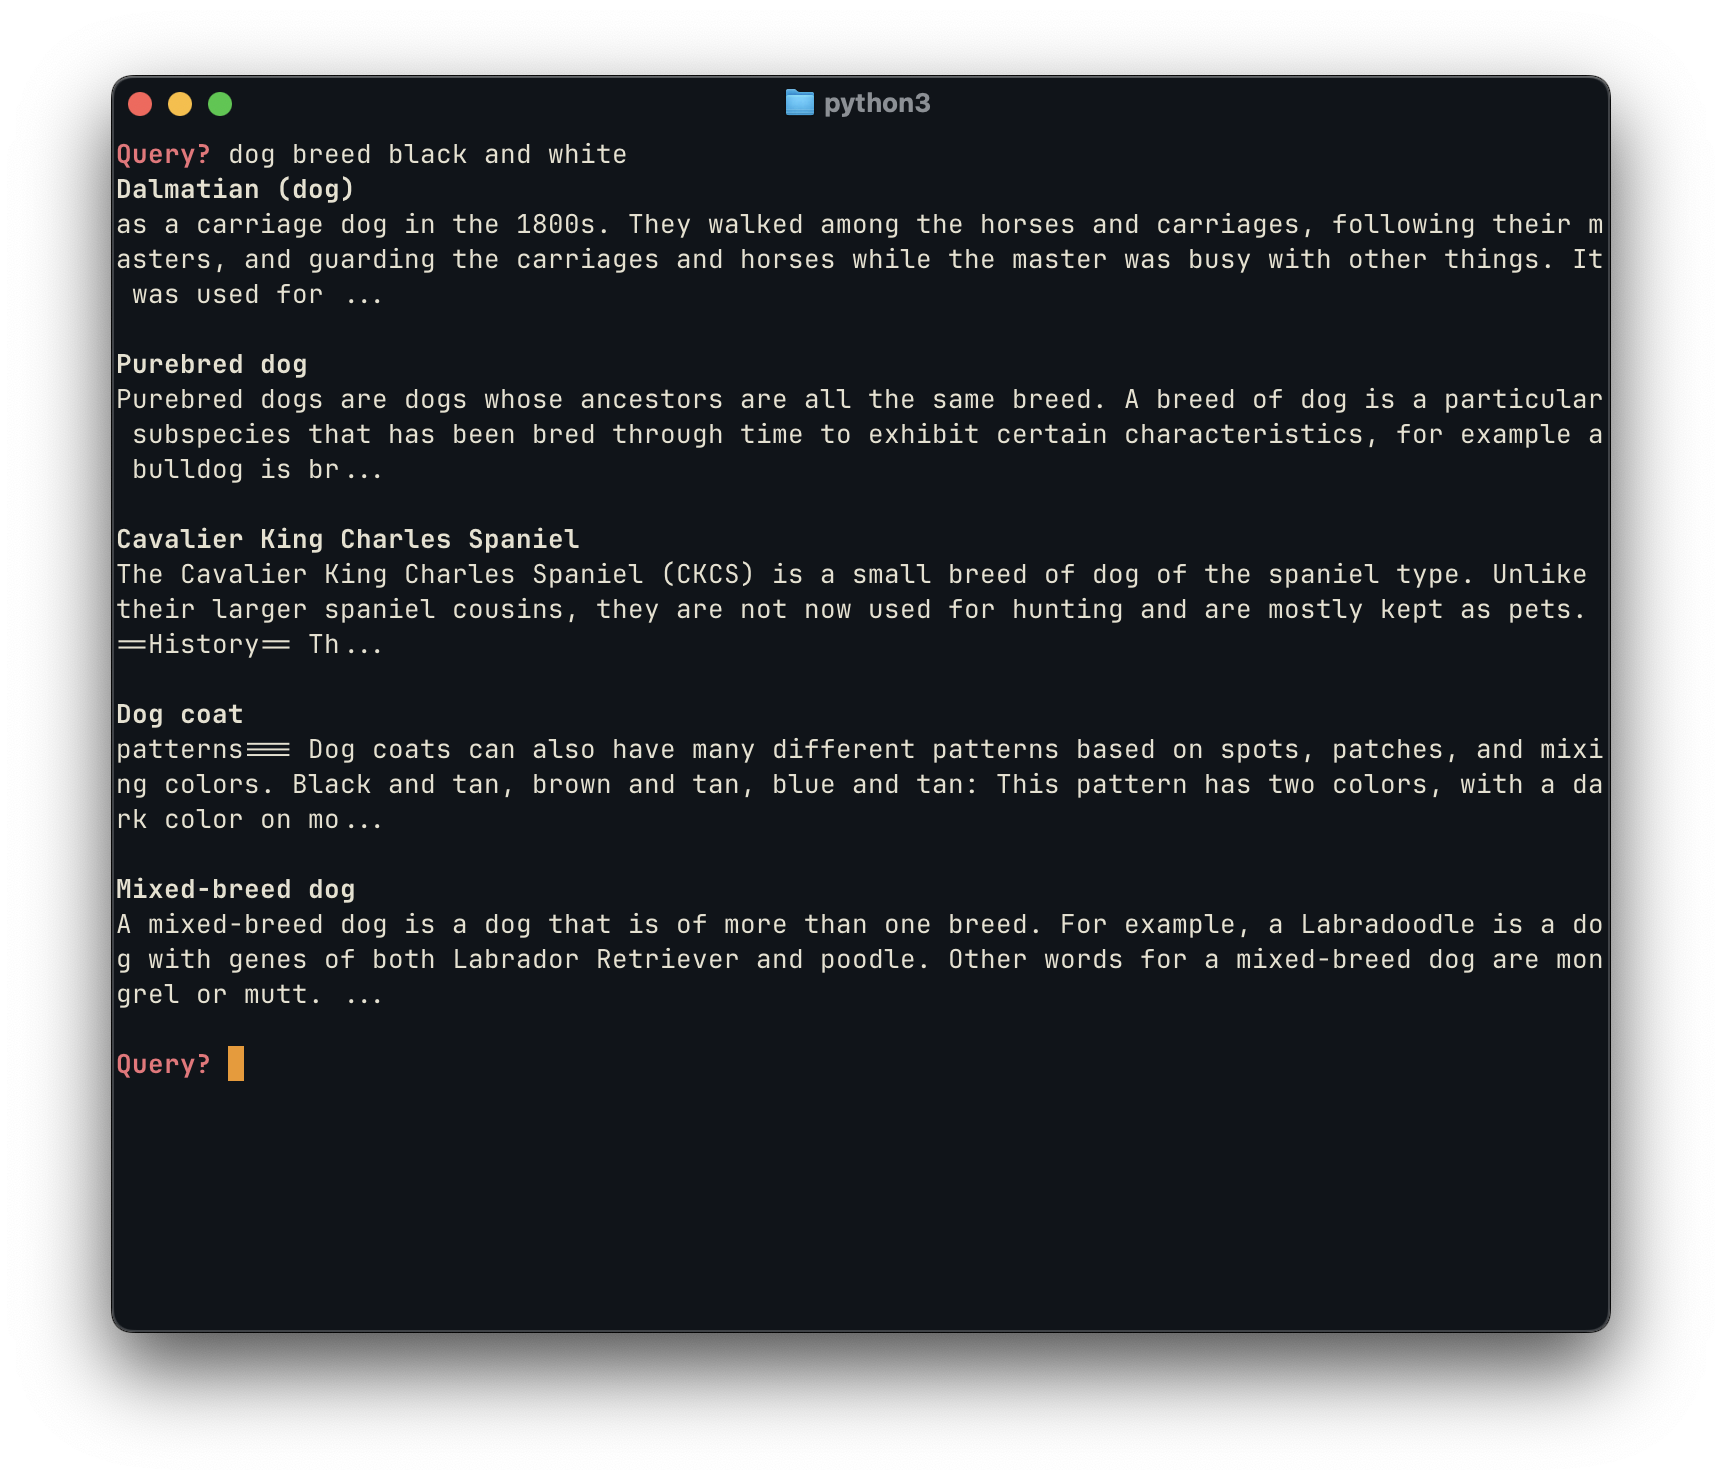 python3
Query? dog breed black and white
Dalmatian (dog)
as a carriage dog in the 1800s. They walked among the horses and carriages, following their m
asters, and guarding the carriages and horses while the master was busy with other things. It
 was used for ...
Purebred dog
Purebred dogs are dogs whose ancestors are all the same breed. A breed of dog is a particular
 subspecies that has been bred through time to exhibit certain characteristics, for example a
 bulldog is br...
Cavalier King Charles Spaniel
The Cavalier King Charles Spaniel (CKCS) is a small breed of dog of the spaniel type. Unlike
their larger spaniel cousins, they are not now used for hunting and are mostly kept as pets.
==History== Th...
Dog coat
patterns=== Dog coats can also have many different patterns based on spots, patches, and mixi
ng colors. Black and tan, brown and tan, blue and tan: This pattern has two colors, with a da
rk color on mo...
Mixed-breed dog
A mixed-breed dog is a dog that is of more than one breed. For example, a Labradoodle is a do
g with genes of both Labrador Retriever and poodle. Other words for a mixed-breed dog are mon
grel or mutt. ...
Query?